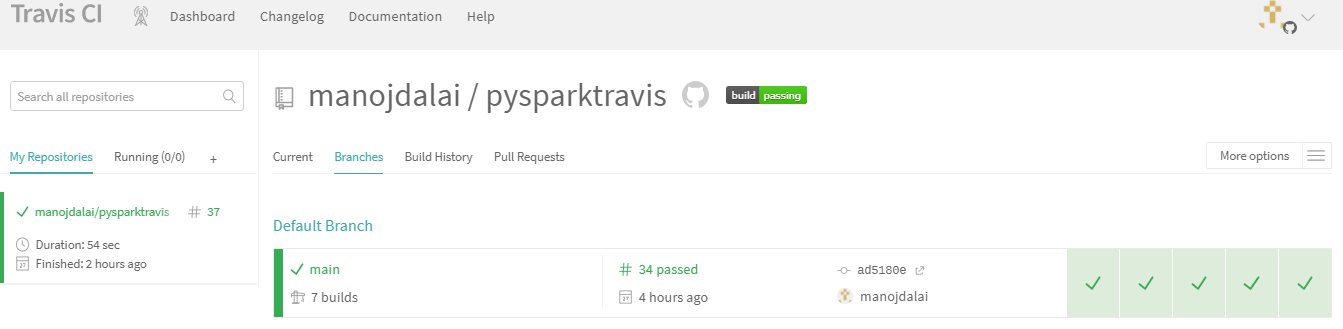 Travis CI Dashboard Changelog Documentation Help
Search all repositories
manojdalai / pysparktravis build passing
My Repositories Running (0/0) +
Current Branches Build History Pull Requests More options
manojdalai/pysparktravis # 37
Duration: 54 sec
Finished: 2 hours ago
Default Branch
main # 34 passed ad5180e
7 builds 4 hours ago manojdalai